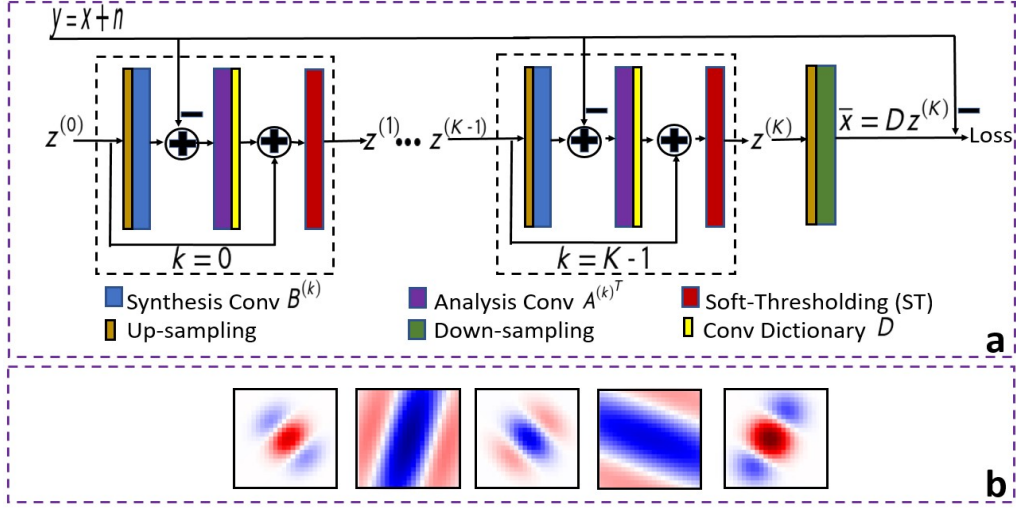 y = x + n
z^(0) z^(1) ••• z^(K-1) z^(K) x̄ = D z^(K) Loss
k = 0 k = K - 1
Synthesis Conv B^(k) Analysis Conv A^(k)^T Soft-Thresholding (ST)
Up-sampling Down-sampling Conv Dictionary D
a
b